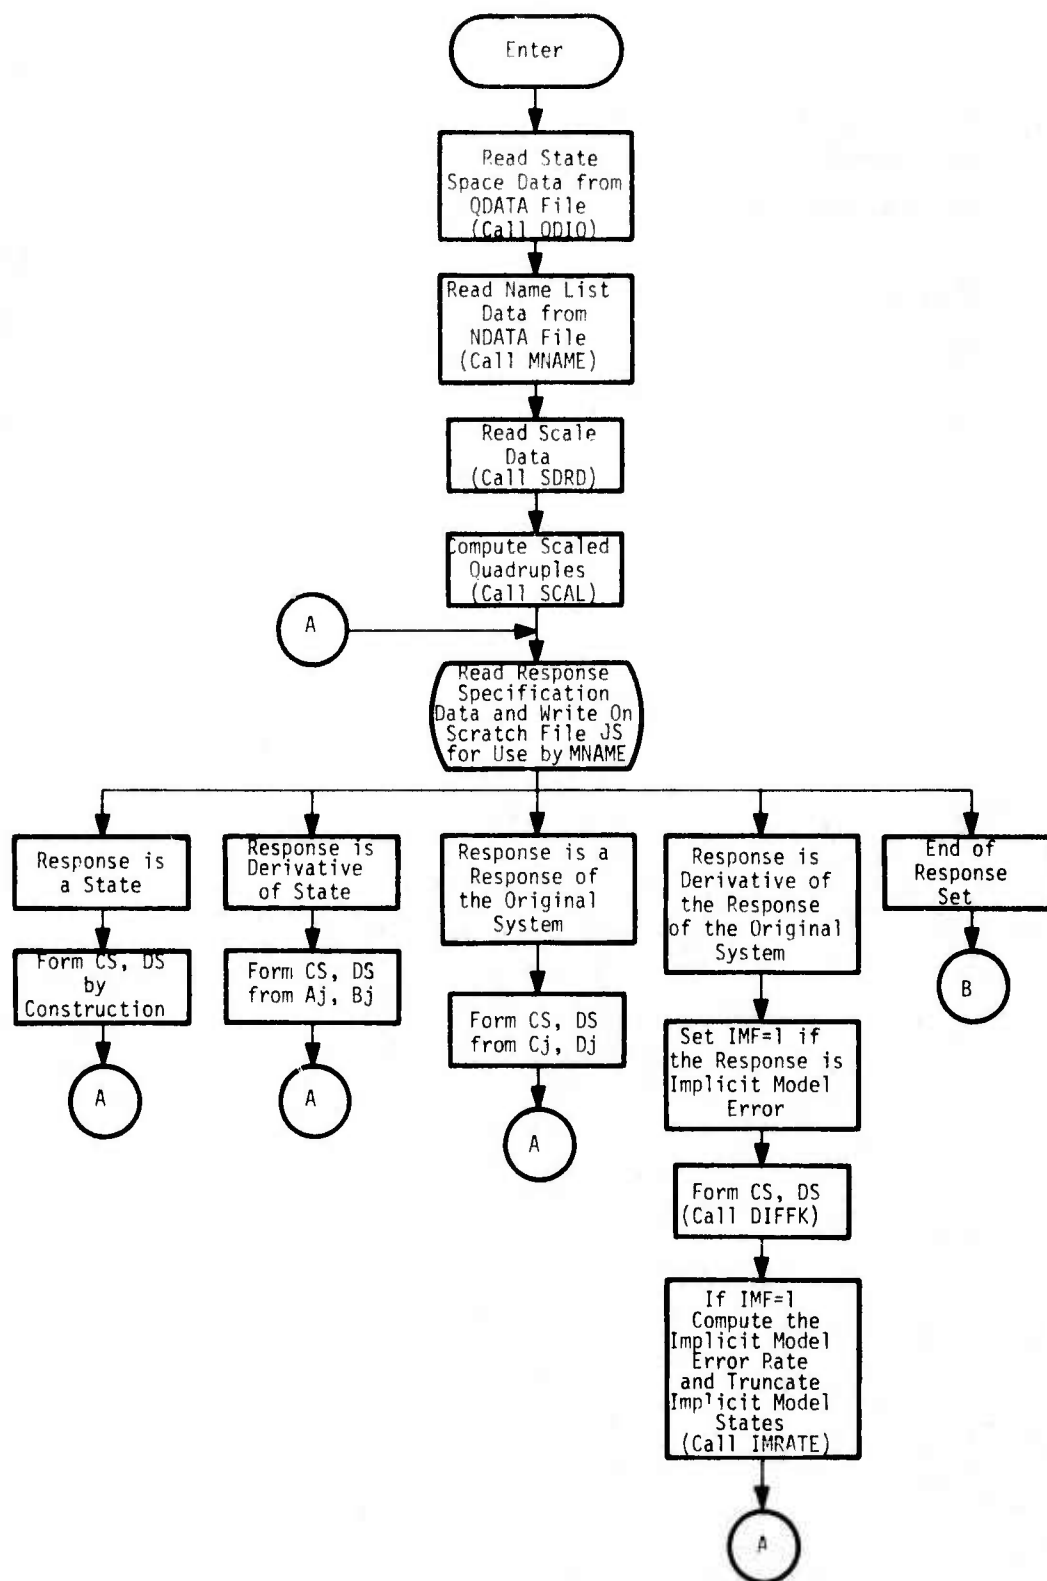 Enter
Read State
Space Data from
QDATA File
(Call QDIO)
Read Name List
Data from
NDATA File
(Call MNAME)
Read Scale
Data
(Call SDRD)
Compute Scaled
Quadruples
(Call SCAL)
A
Read Response
Specification
Data and Write On
Scratch File JS
for Use by MNAME
Response is
a State
Form CS, DS
by
Construction
A
Response is
Derivative
of State
Form CS, DS
from Aj, Bj
A
Response is a
Response of
the Original
System
Form CS, DS
from Cj, Dj
A
Response is
Derivative of
the Response
of the Original
System
Set IMF=1 if
the Response is
Implicit Model
Error
Form CS, DS
(Call DIFFK)
If IMF=1
Compute the
Implicit Model
Error Rate
and Truncate
Implicit Model
States
(Call IMRATE)
A
End of
Response
Set
B